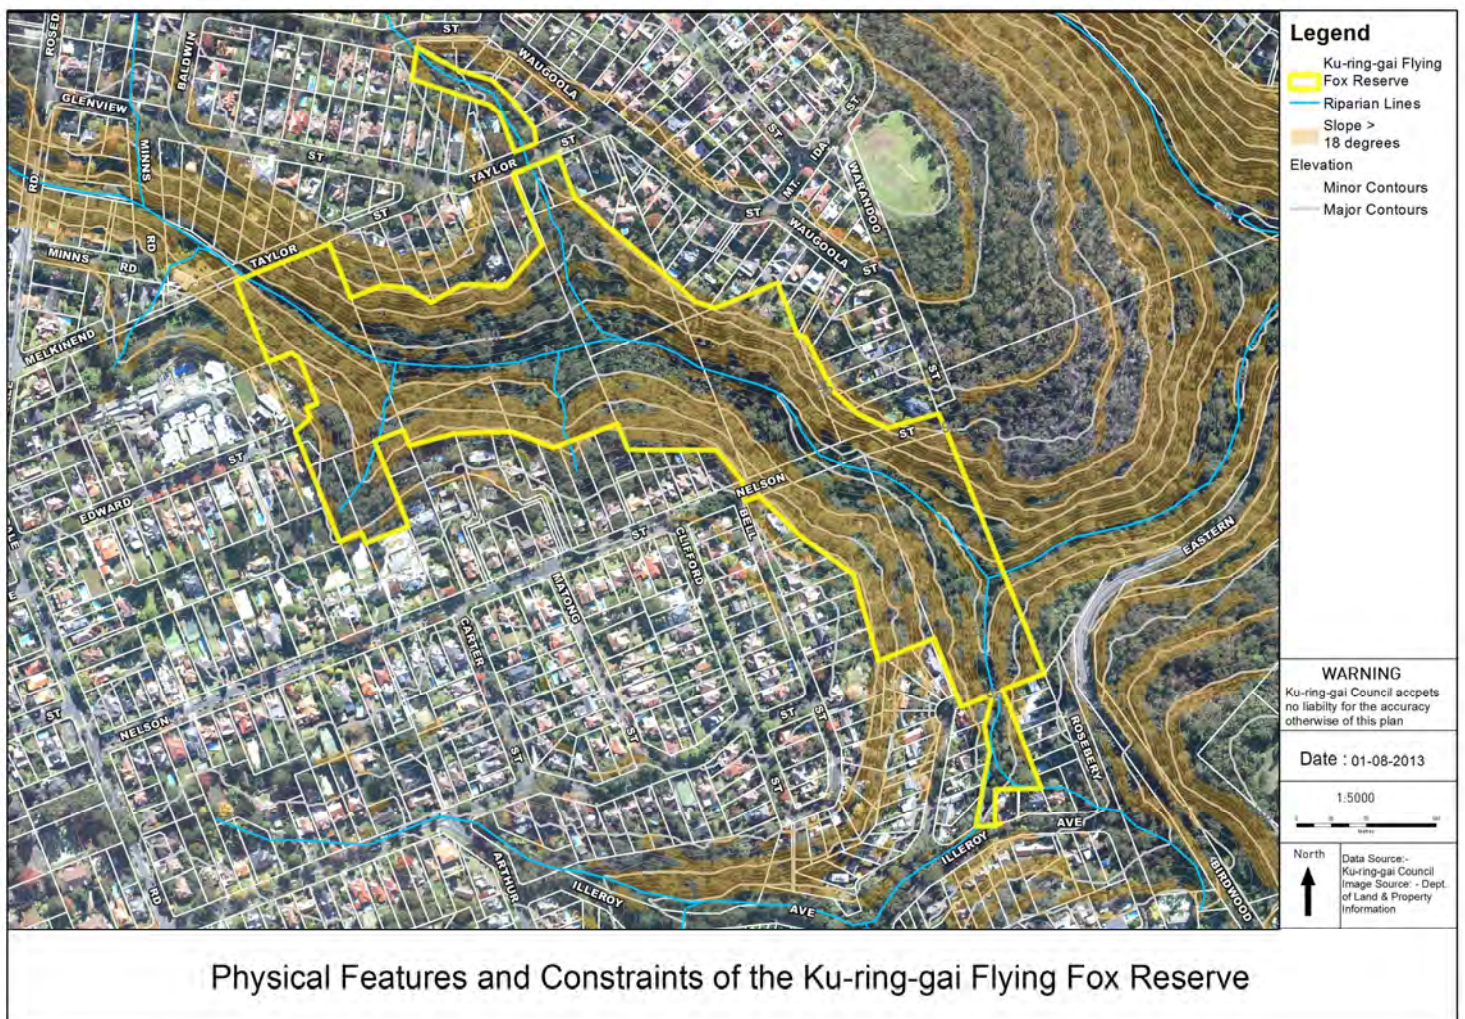 ST
ROSED
BALDWIN
WAUGOOLA
GLENVIEW
ST
IDA
ST
MINNS
ST
TAYLOR
ST
MT.
WARANDOO
RD
ST
ST
WAUGOOLA
RD
TAYLOR
MINNS
RD
ST
MELKINEND
ST
ST
ST
EDWARD
NELSON
BELL
EASTERN
ST
CLIFFORD
MATONG
CARTER
ST
NELSON
ST
ST
ST
ST
ROSEBERY
ST
AVE
ILLEROY
ARTHUR
ILLEROY
RD
AVE
BIRDWOOD
Legend
Ku-ring-gai Flying
Fox Reserve
Riparian Lines
Slope >
18 degrees
Elevation
Minor Contours
Major Contours
WARNING
Ku-ring-gai Council accpets
no liabilty for the accuracy
otherwise of this plan
Date : 01-08-2013
1:5000
North
Data Source:-
Ku-ring-gai Council
Image Source: - Dept.
of Land & Property
Information
Physical Features and Constraints of the Ku-ring-gai Flying Fox Reserve